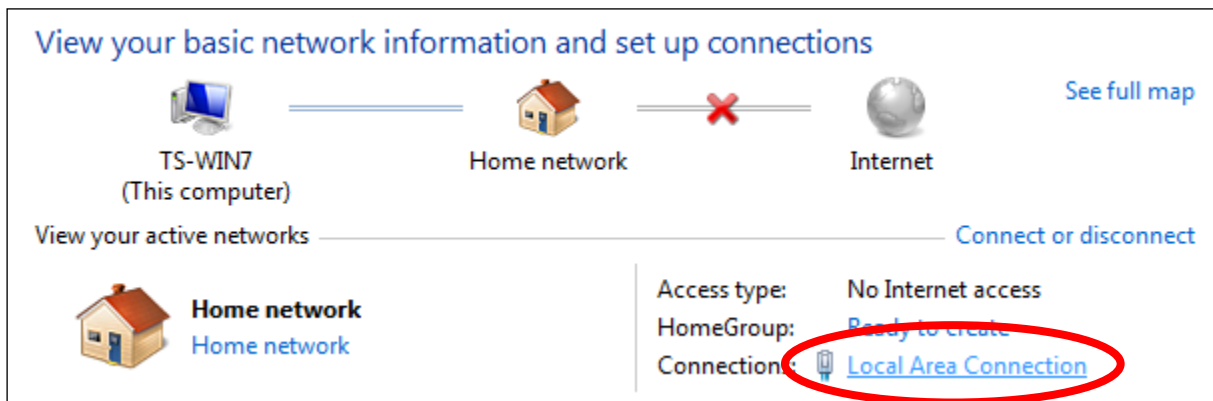 View your basic network information and set up connections
See full map
TS-WIN7
(This computer)
Home network
Internet
View your active networks
Connect or disconnect
Home network
Home network
Access type: No Internet access
HomeGroup: Ready to create
Connections: Local Area Connection